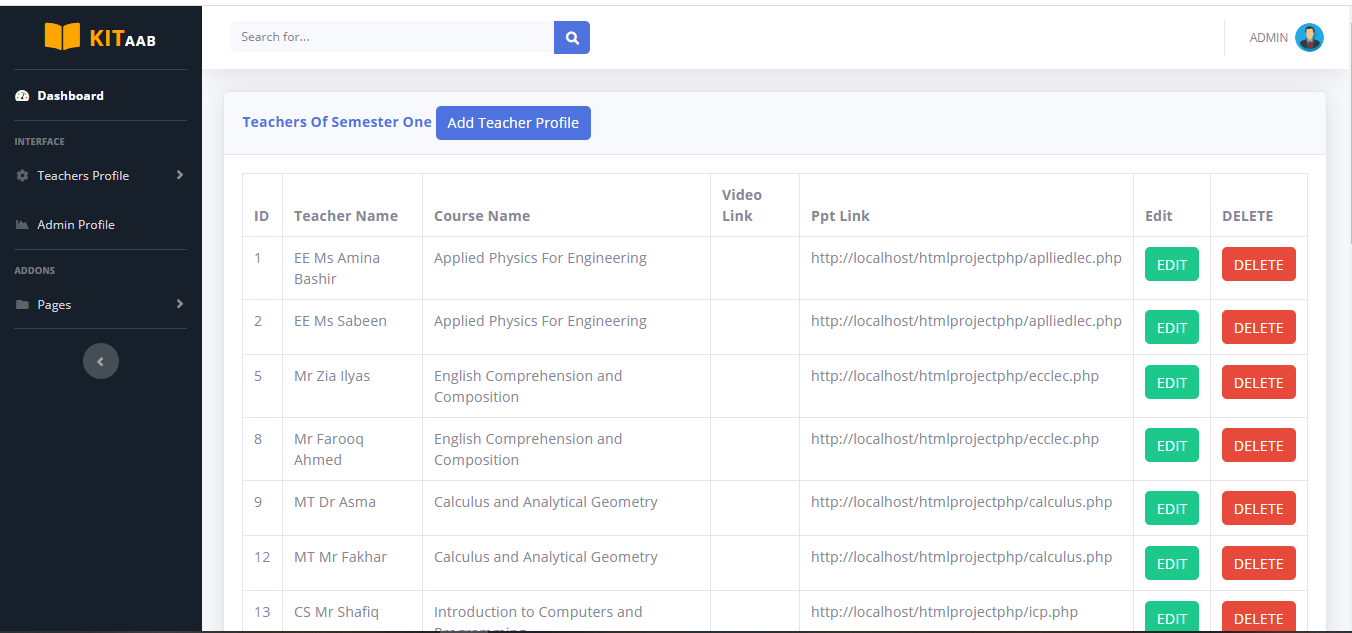 KITAAB
Search for...
ADMIN
Dashboard
INTERFACE
Teachers Profile
Admin Profile
ADDONS
Pages
Teachers Of Semester One Add Teacher Profile
ID Teacher Name Course Name Video Link Ppt Link Edit DELETE
1 EE Ms Amina Bashir Applied Physics For Engineering http://localhost/htmlprojectphp/aplliedlec.php EDIT DELETE
2 EE Ms Sabeen Applied Physics For Engineering http://localhost/htmlprojectphp/aplliedlec.php EDIT DELETE
5 Mr Zia Ilyas English Comprehension and Composition http://localhost/htmlprojectphp/ecclec.php EDIT DELETE
8 Mr Farooq Ahmed English Comprehension and Composition http://localhost/htmlprojectphp/ecclec.php EDIT DELETE
9 MT Dr Asma Calculus and Analytical Geometry http://localhost/htmlprojectphp/calculus.php EDIT DELETE
12 MT Mr Fakhar Calculus and Analytical Geometry http://localhost/htmlprojectphp/calculus.php EDIT DELETE
13 CS Mr Shafiq Introduction to Computers and http://localhost/htmlprojectphp/icp.php EDIT DELETE